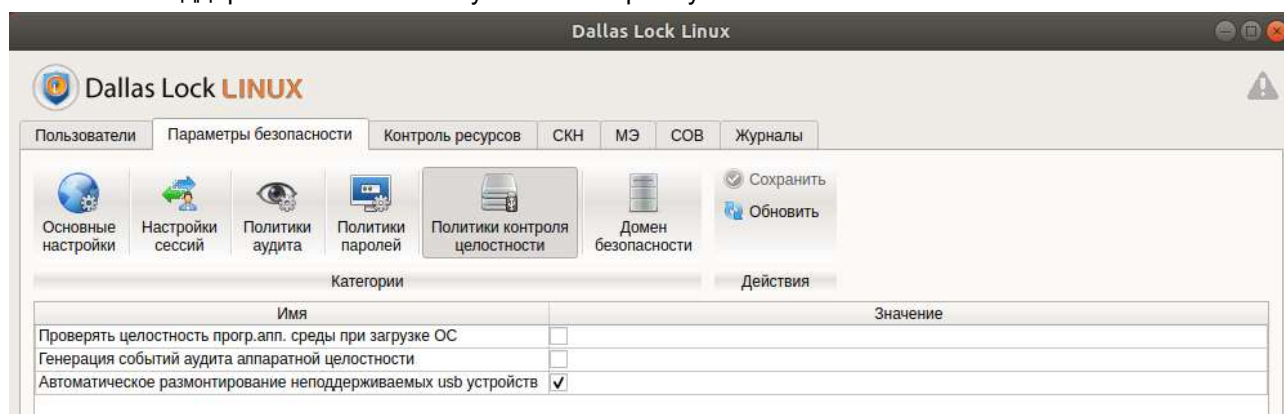 Dallas Lock Linux
Dallas Lock LINUX
Пользователи Параметры безопасности Контроль ресурсов СКН МЭ СОВ Журналы
Основные настройки
Настройки сессий
Политики аудита
Политики паролей
Политики контроля целостности
Домен безопасности
Сохранить
Обновить
Категории
Действия
Имя Значение
Проверять целостность прогр.апп. среды при загрузке ОС
Генерация событий аудита аппаратной целостности
Автоматическое размонтирование неподдерживаемых usb устройств